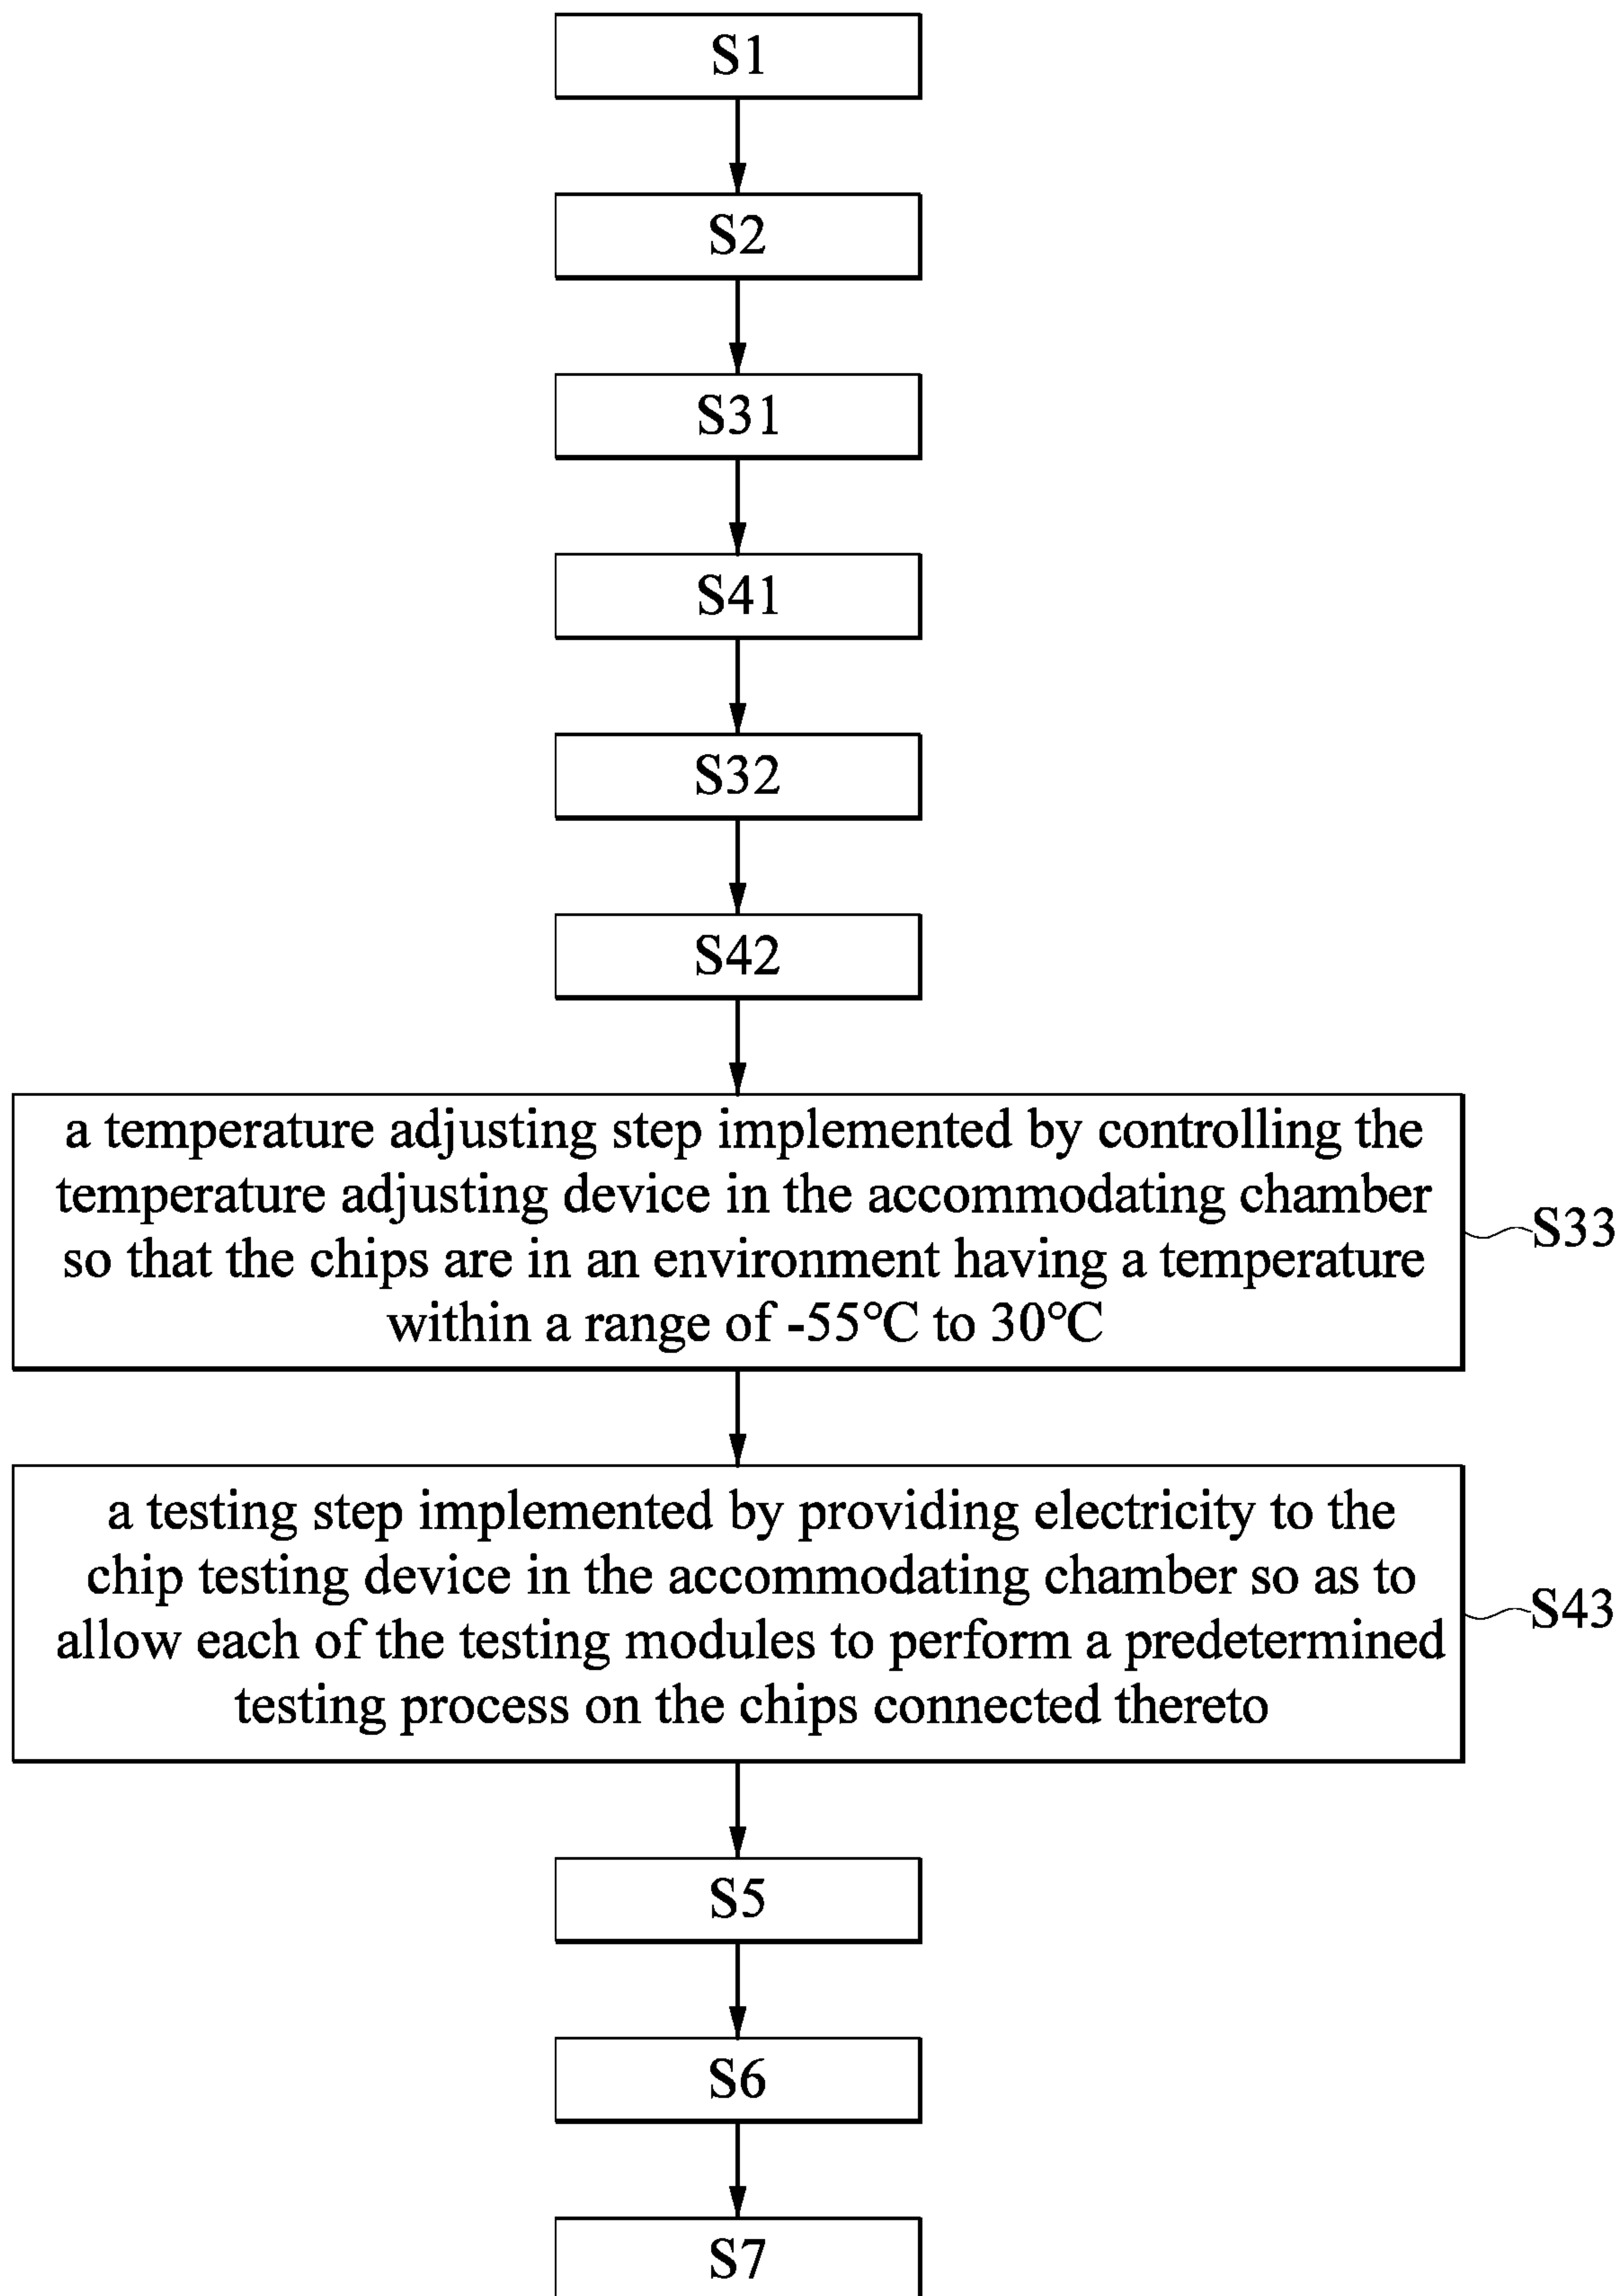 S1
S2
S31
S41
S32
S42
a temperature adjusting step implemented by controlling the
temperature adjusting device in the accommodating chamber
so that the chips are in an environment having a temperature
within a range of -55°C to 30°C
S33
a testing step implemented by providing electricity to the
chip testing device in the accommodating chamber so as to
allow each of the testing modules to perform a predetermined
testing process on the chips connected thereto
S43
S5
S6
S7